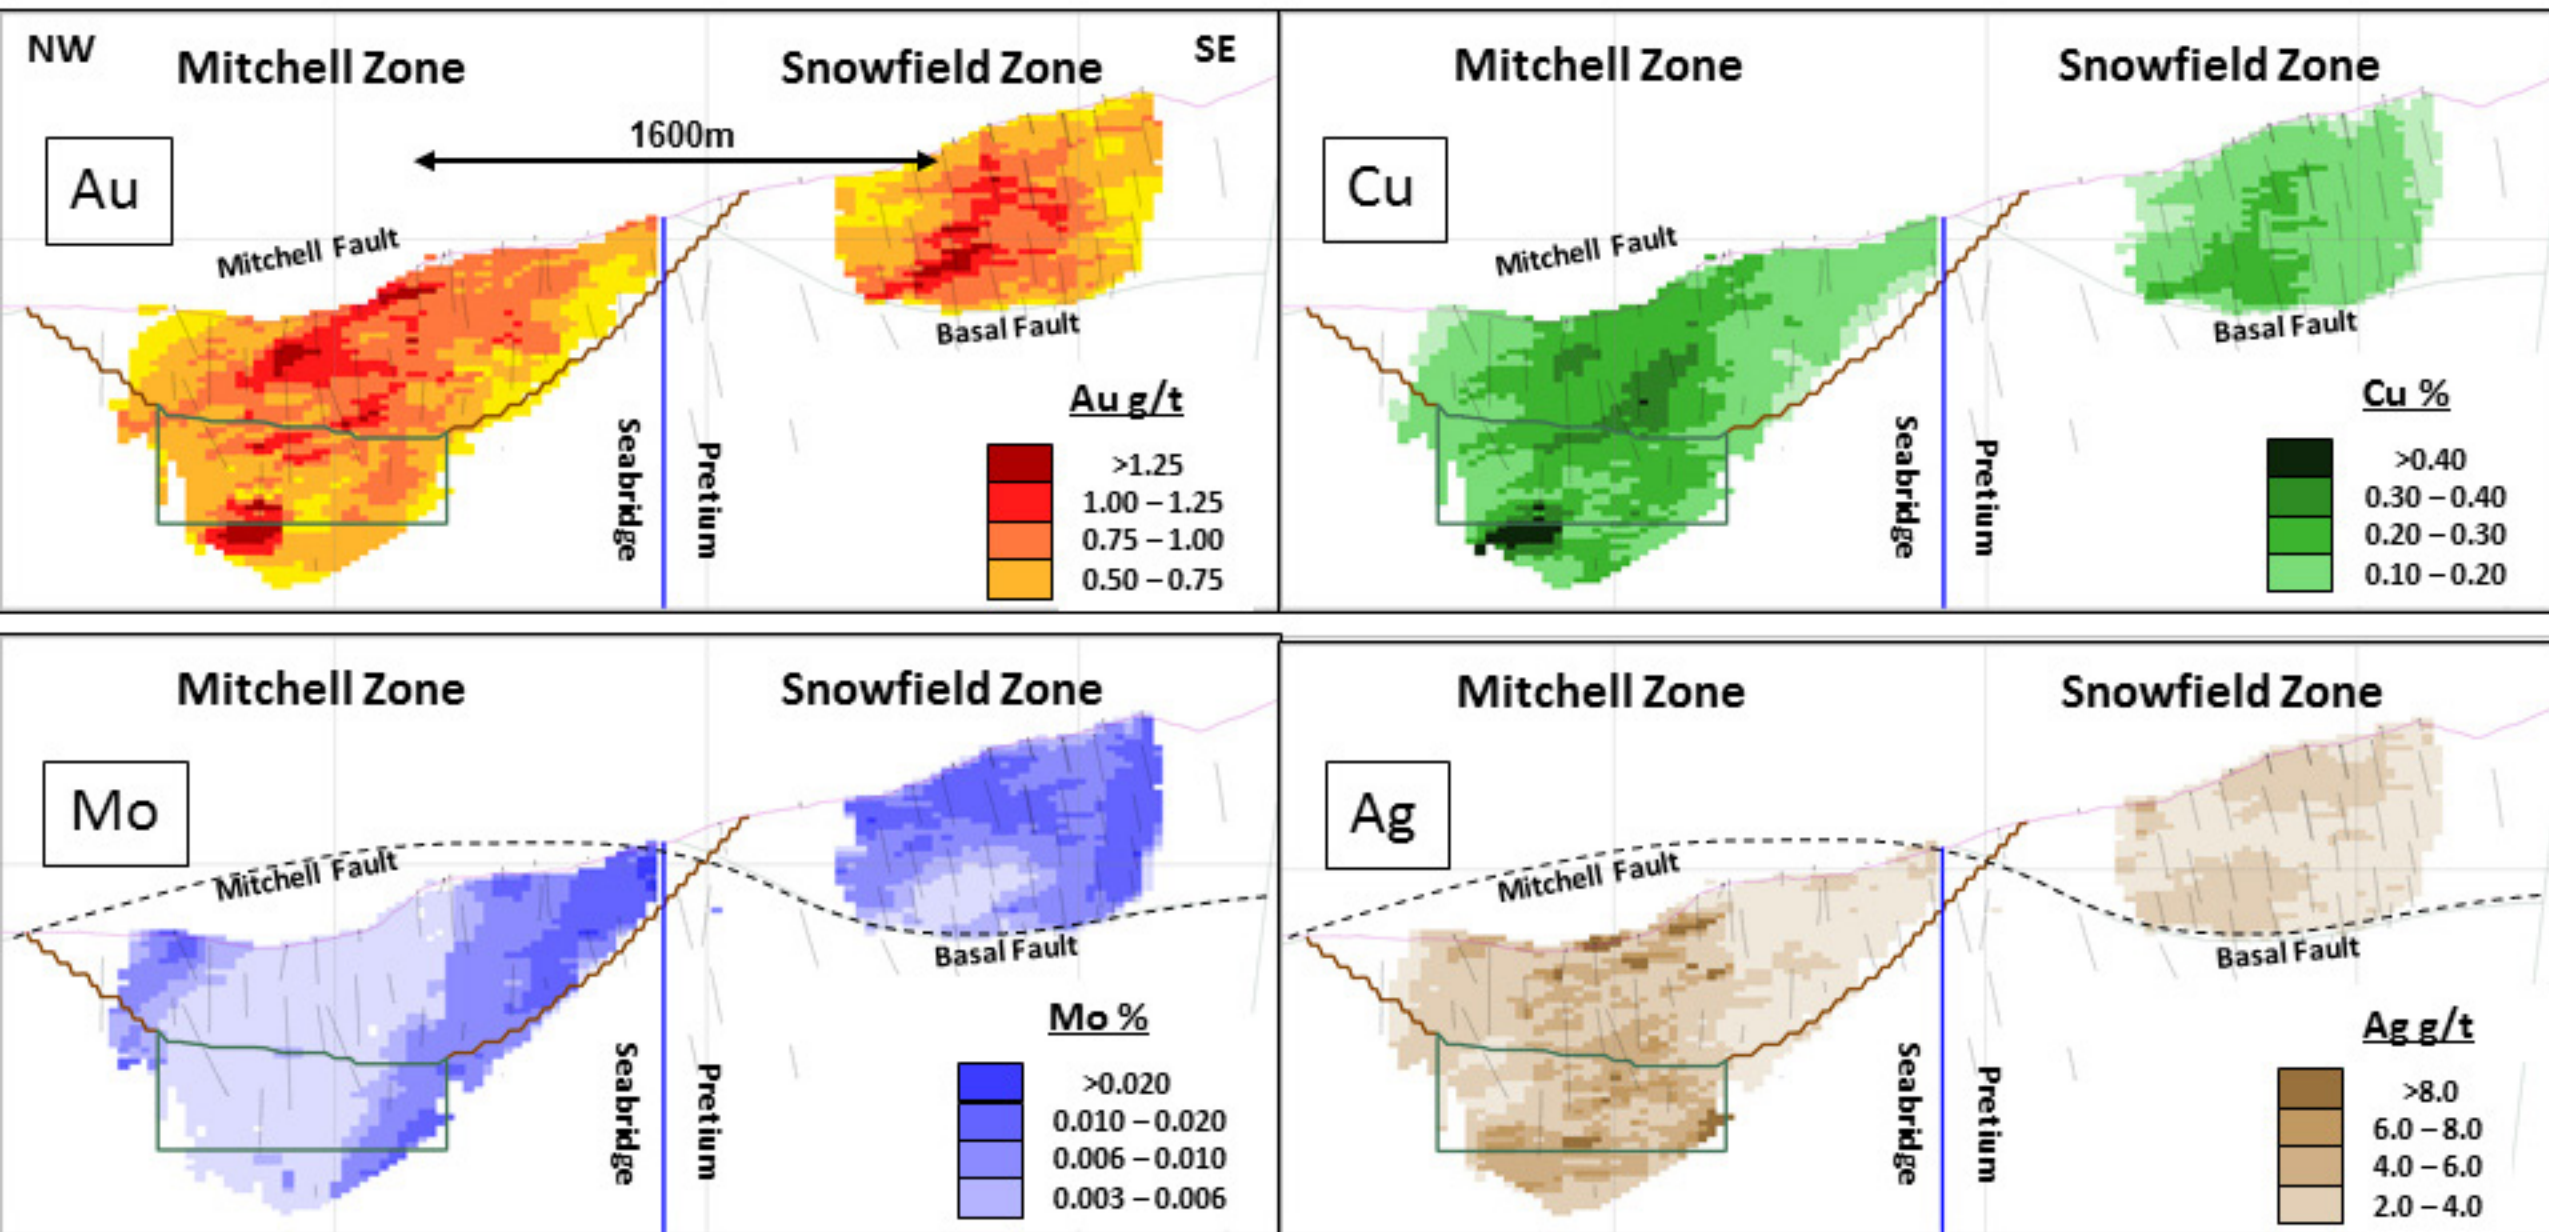 NW
Mitchell Zone
Snowfield Zone
SE
Au
1600m
Mitchell Fault
Basal Fault
Seabridge
Pretium
Au g/t
>1.25
1.00 – 1.25
0.75 – 1.00
0.50 – 0.75
Mitchell Zone
Snowfield Zone
Cu
Mitchell Fault
Basal Fault
Seabridge
Pretium
Cu %
>0.40
0.30 – 0.40
0.20 – 0.30
0.10 – 0.20
Mitchell Zone
Snowfield Zone
Mo
Mitchell Fault
Basal Fault
Seabridge
Pretium
Mo %
>0.020
0.010 – 0.020
0.006 – 0.010
0.003 – 0.006
Mitchell Zone
Snowfield Zone
Ag
Mitchell Fault
Basal Fault
Seabridge
Pretium
Ag g/t
>8.0
6.0 – 8.0
4.0 – 6.0
2.0 – 4.0